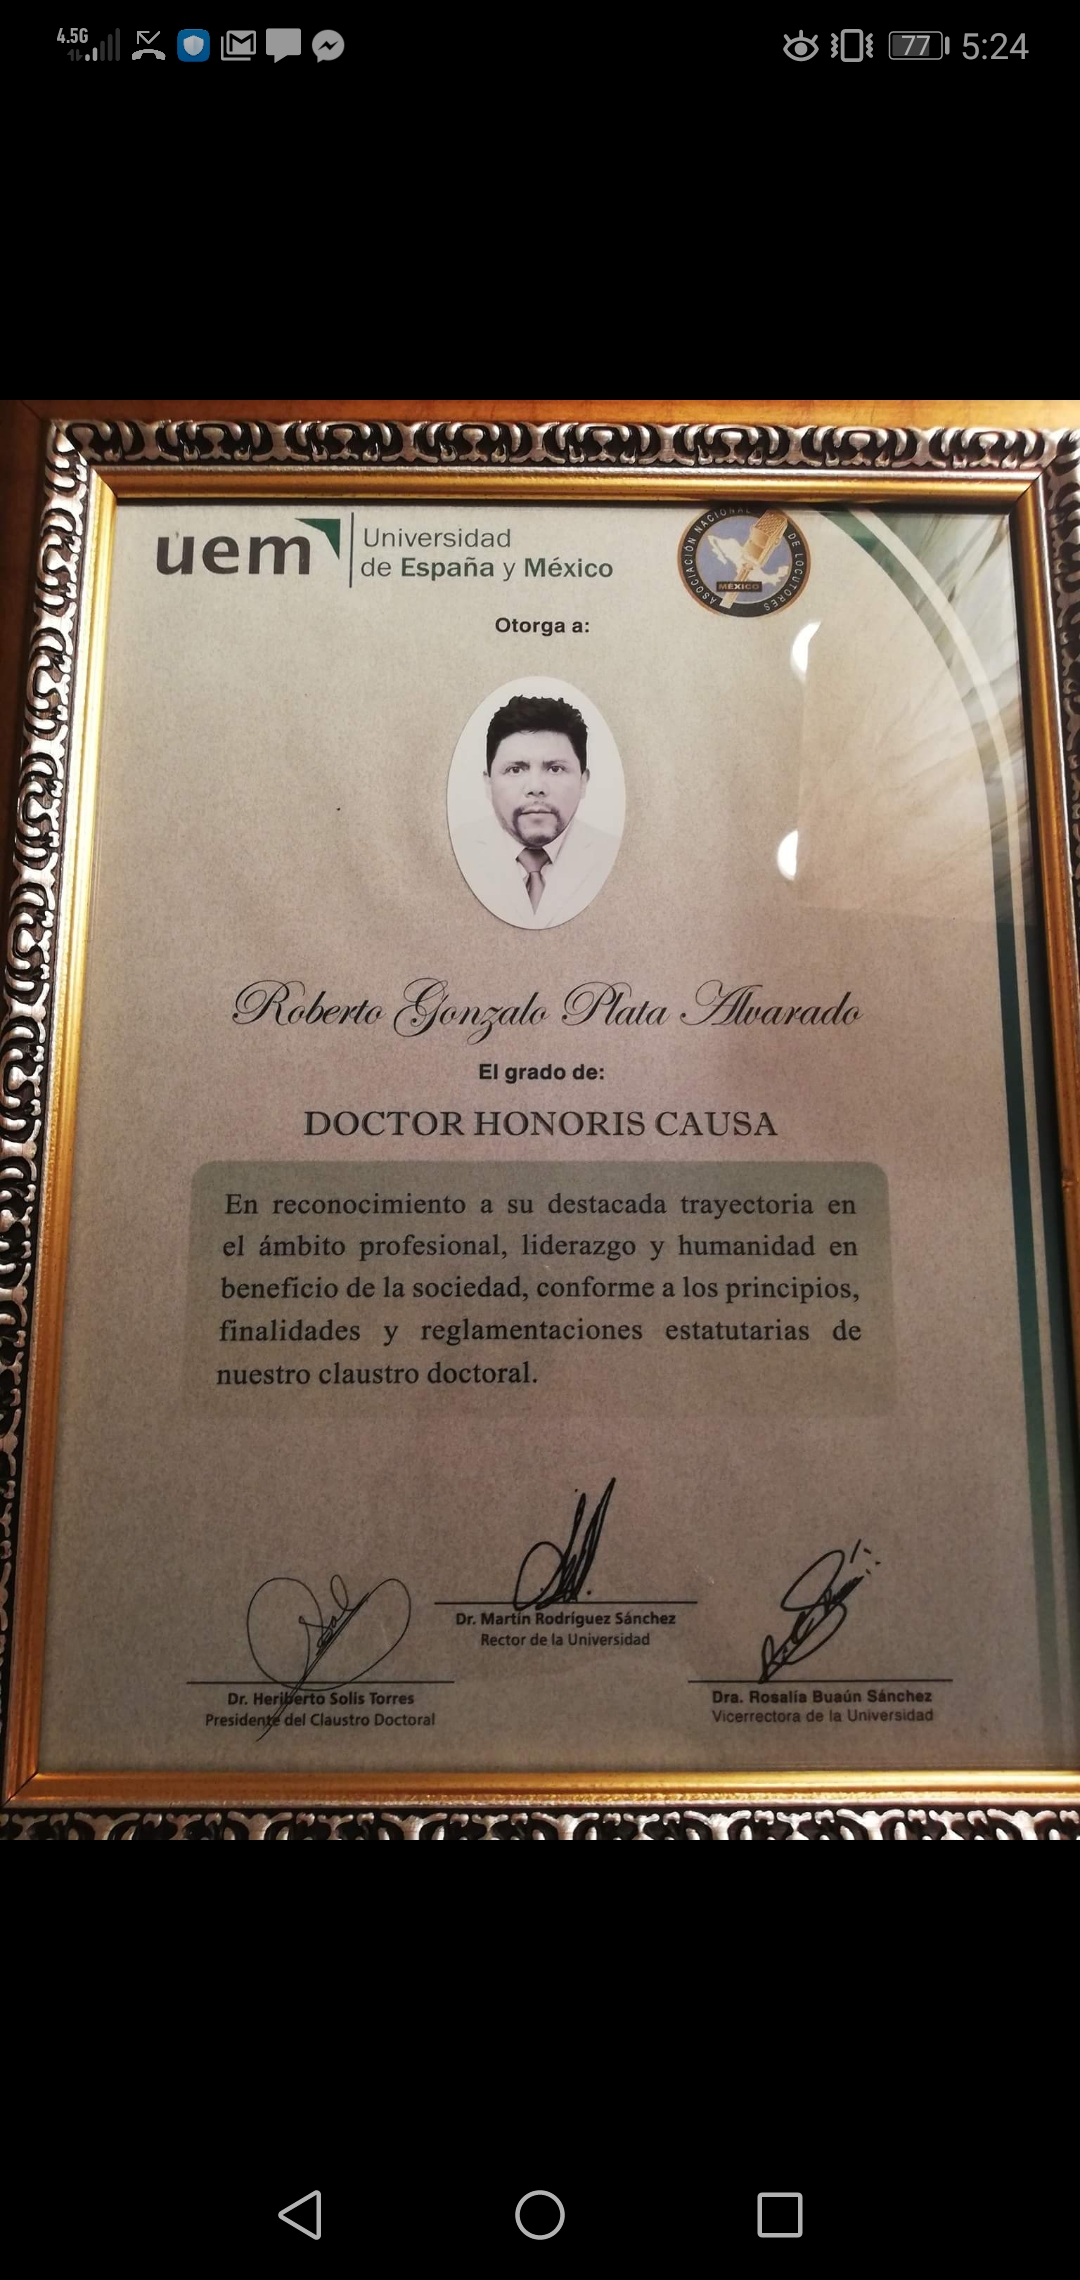 4.5G
77 5:24
uem Universidad
de España y México
ASOCIACIÓN NACIONAL DE LOCUTORES
MÉXICO
Otorga a:
Roberto Gonzalo Plata Alvarado
El grado de:
DOCTOR HONORIS CAUSA
En reconocimiento a su destacada trayectoria en
el ámbito profesional, liderazgo y humanidad en
beneficio de la sociedad, conforme a los principios,
finalidades y reglamentaciones estatutarias de
nuestro claustro doctoral.
Dr. Martín Rodríguez Sánchez
Rector de la Universidad
Dr. Heriberto Solís Torres
Presidente del Claustro Doctoral
Dra. Rosalía Buaún Sánchez
Vicerrectora de la Universidad